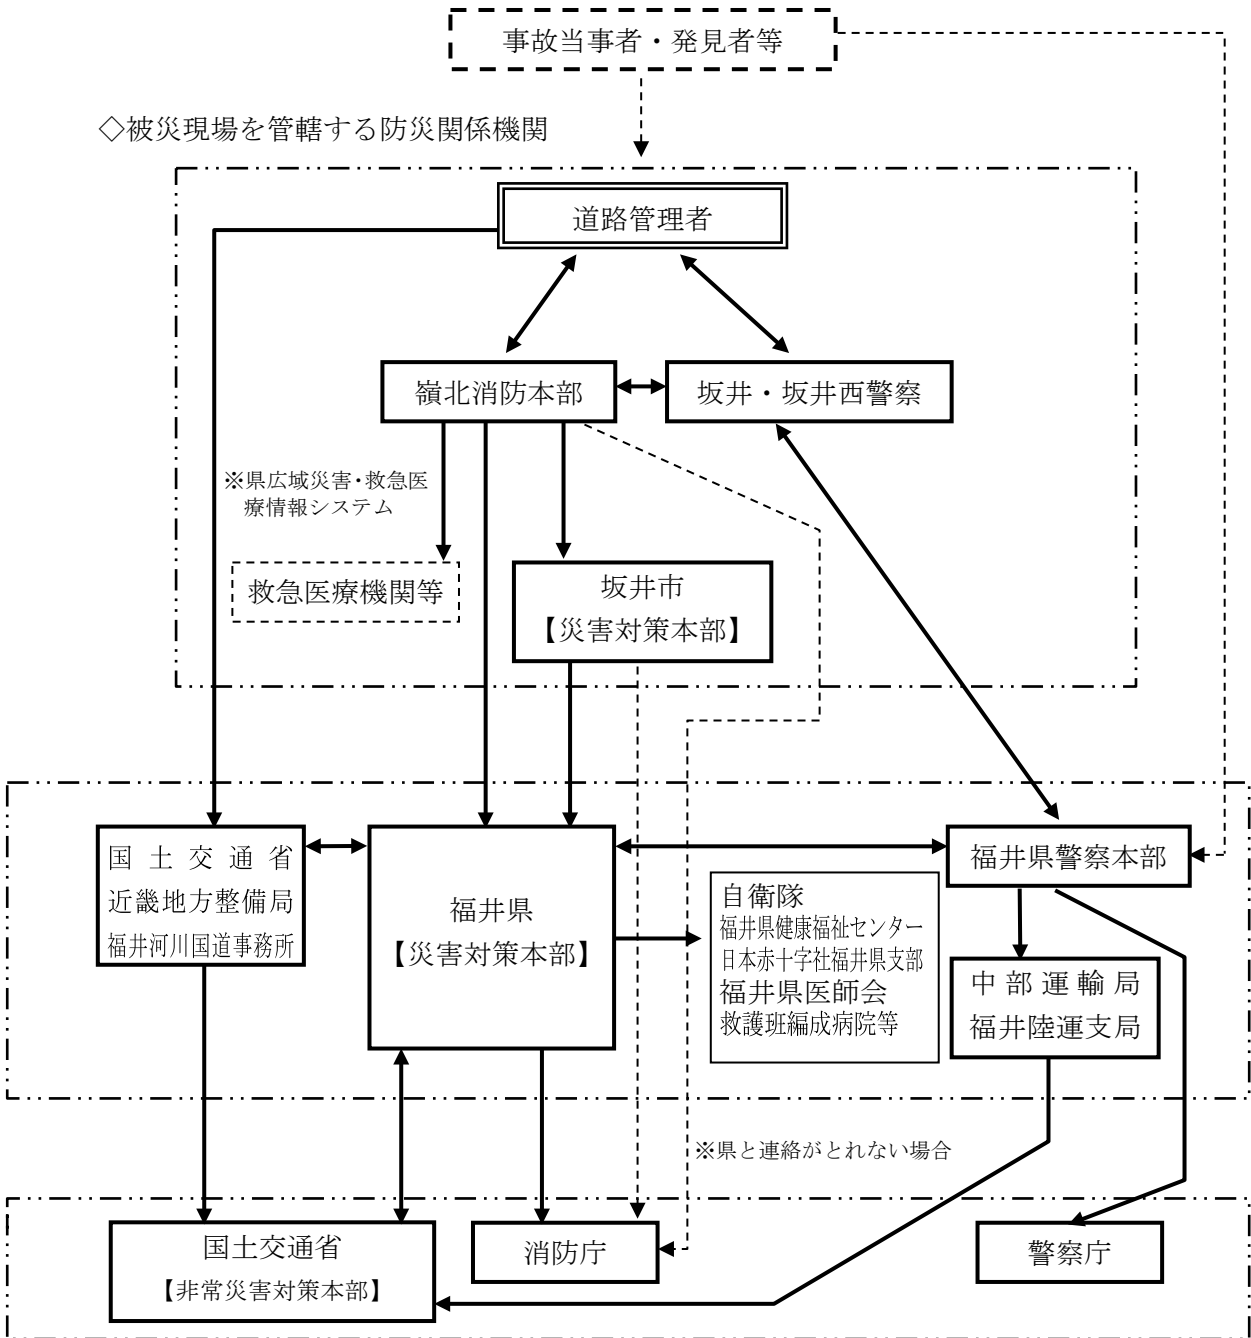 事故当事者・発見者等
◇被災現場を管轄する防災関係機関
道路管理者
嶺北消防本部
坂井・坂井西警察
※県広域災害・救急医
療情報システム
救急医療機関等
坂井市
【災害対策本部】
国土交通省
近畿地方整備局
福井河川国道事務所
福井県
【災害対策本部】
福井県警察本部
自衛隊
福井県健康福祉センター
日本赤十字社福井県支部
福井県医師会
救護班編成病院等
中部運輸局
福井陸運支局
※県と連絡がとれない場合
国土交通省
【非常災害対策本部】
消防庁
警察庁